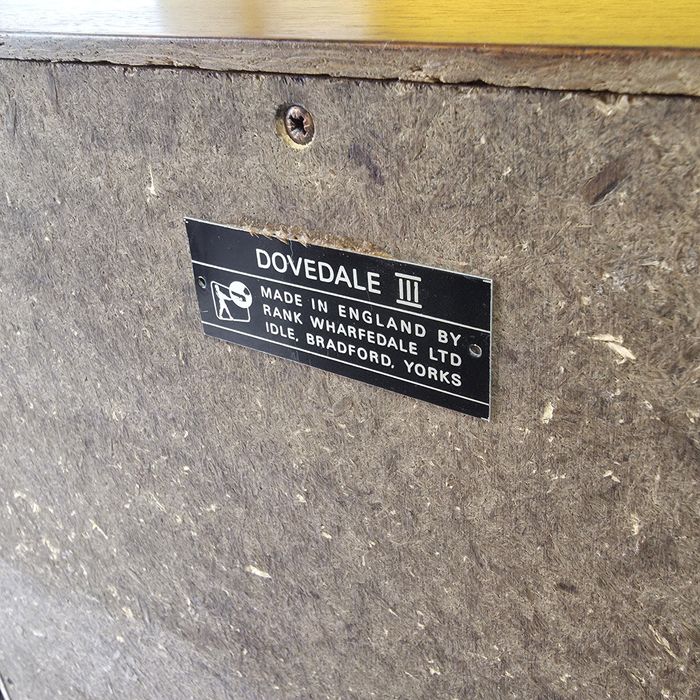 DOVEDALE III
MADE IN ENGLAND BY
RANK WHARFEDALE LTD
IDLE, BRADFORD, YORKS